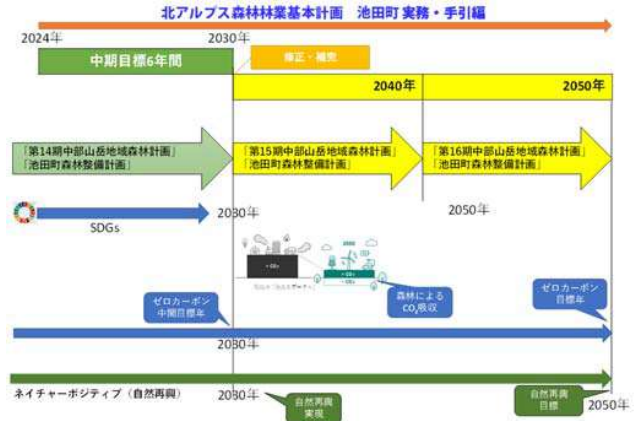 北アルプス森林林業基本計画 池田町 実務・手引編
2024年
2030年
中期目標6年間
修正・補充
2040年
2050年
「第14期中部山岳地域森林計画」
「池田町森林整備計画」
「第15期中部山岳地域森林計画」
「池田町森林整備計画」
「第16期中部山岳地域森林計画」
「池田町森林整備計画」
SDGs
2030年
2050年
森林による
CO₂吸収
ゼロカーボン
中間目標年
ゼロカーボン
目標年
2030年
ネイチャーポジティブ（自然再興）
2030年
自然再興
実現
自然再興
目標
2050年